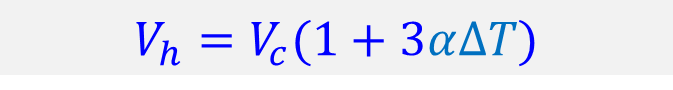 V_h = V_c(1 + 3αΔT)